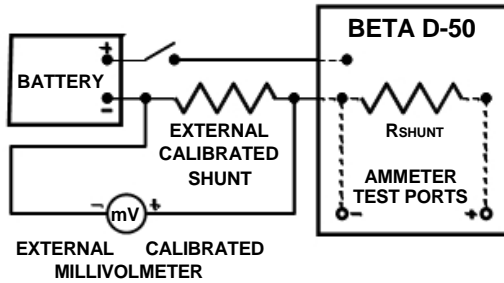 BETA D-50
+
BATTERY
-
EXTERNAL
CALIBRATED
SHUNT
RSHUNT
AMMETER
TEST PORTS
- mV +
- +
EXTERNAL CALIBRATED
MILLIVOLMETER